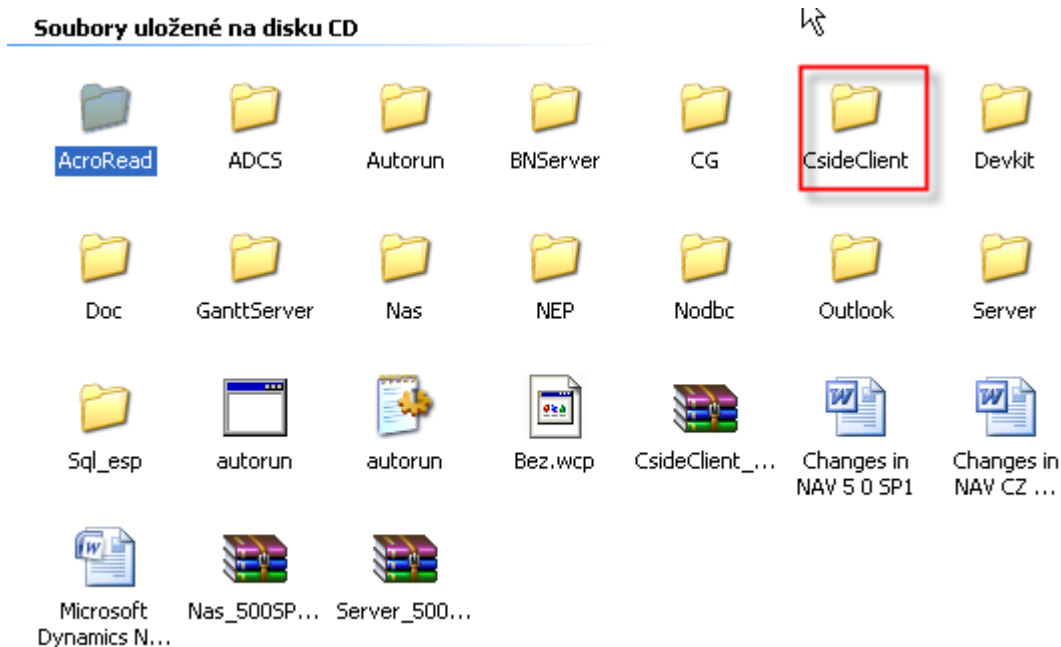 Soubory uložené na disku CD
AcroRead
ADCS
Autorun
BNServer
CG
CsideClient
Devkit
Doc
GanttServer
Nas
NEP
Nodbc
Outlook
Server
Sql_esp
autorun
autorun
Bez.wcp
CsideClient_...
Changes in
NAV 5 0 SP1
Changes in
NAV CZ ...
Microsoft
Dynamics N...
Nas_500SP...
Server_500...